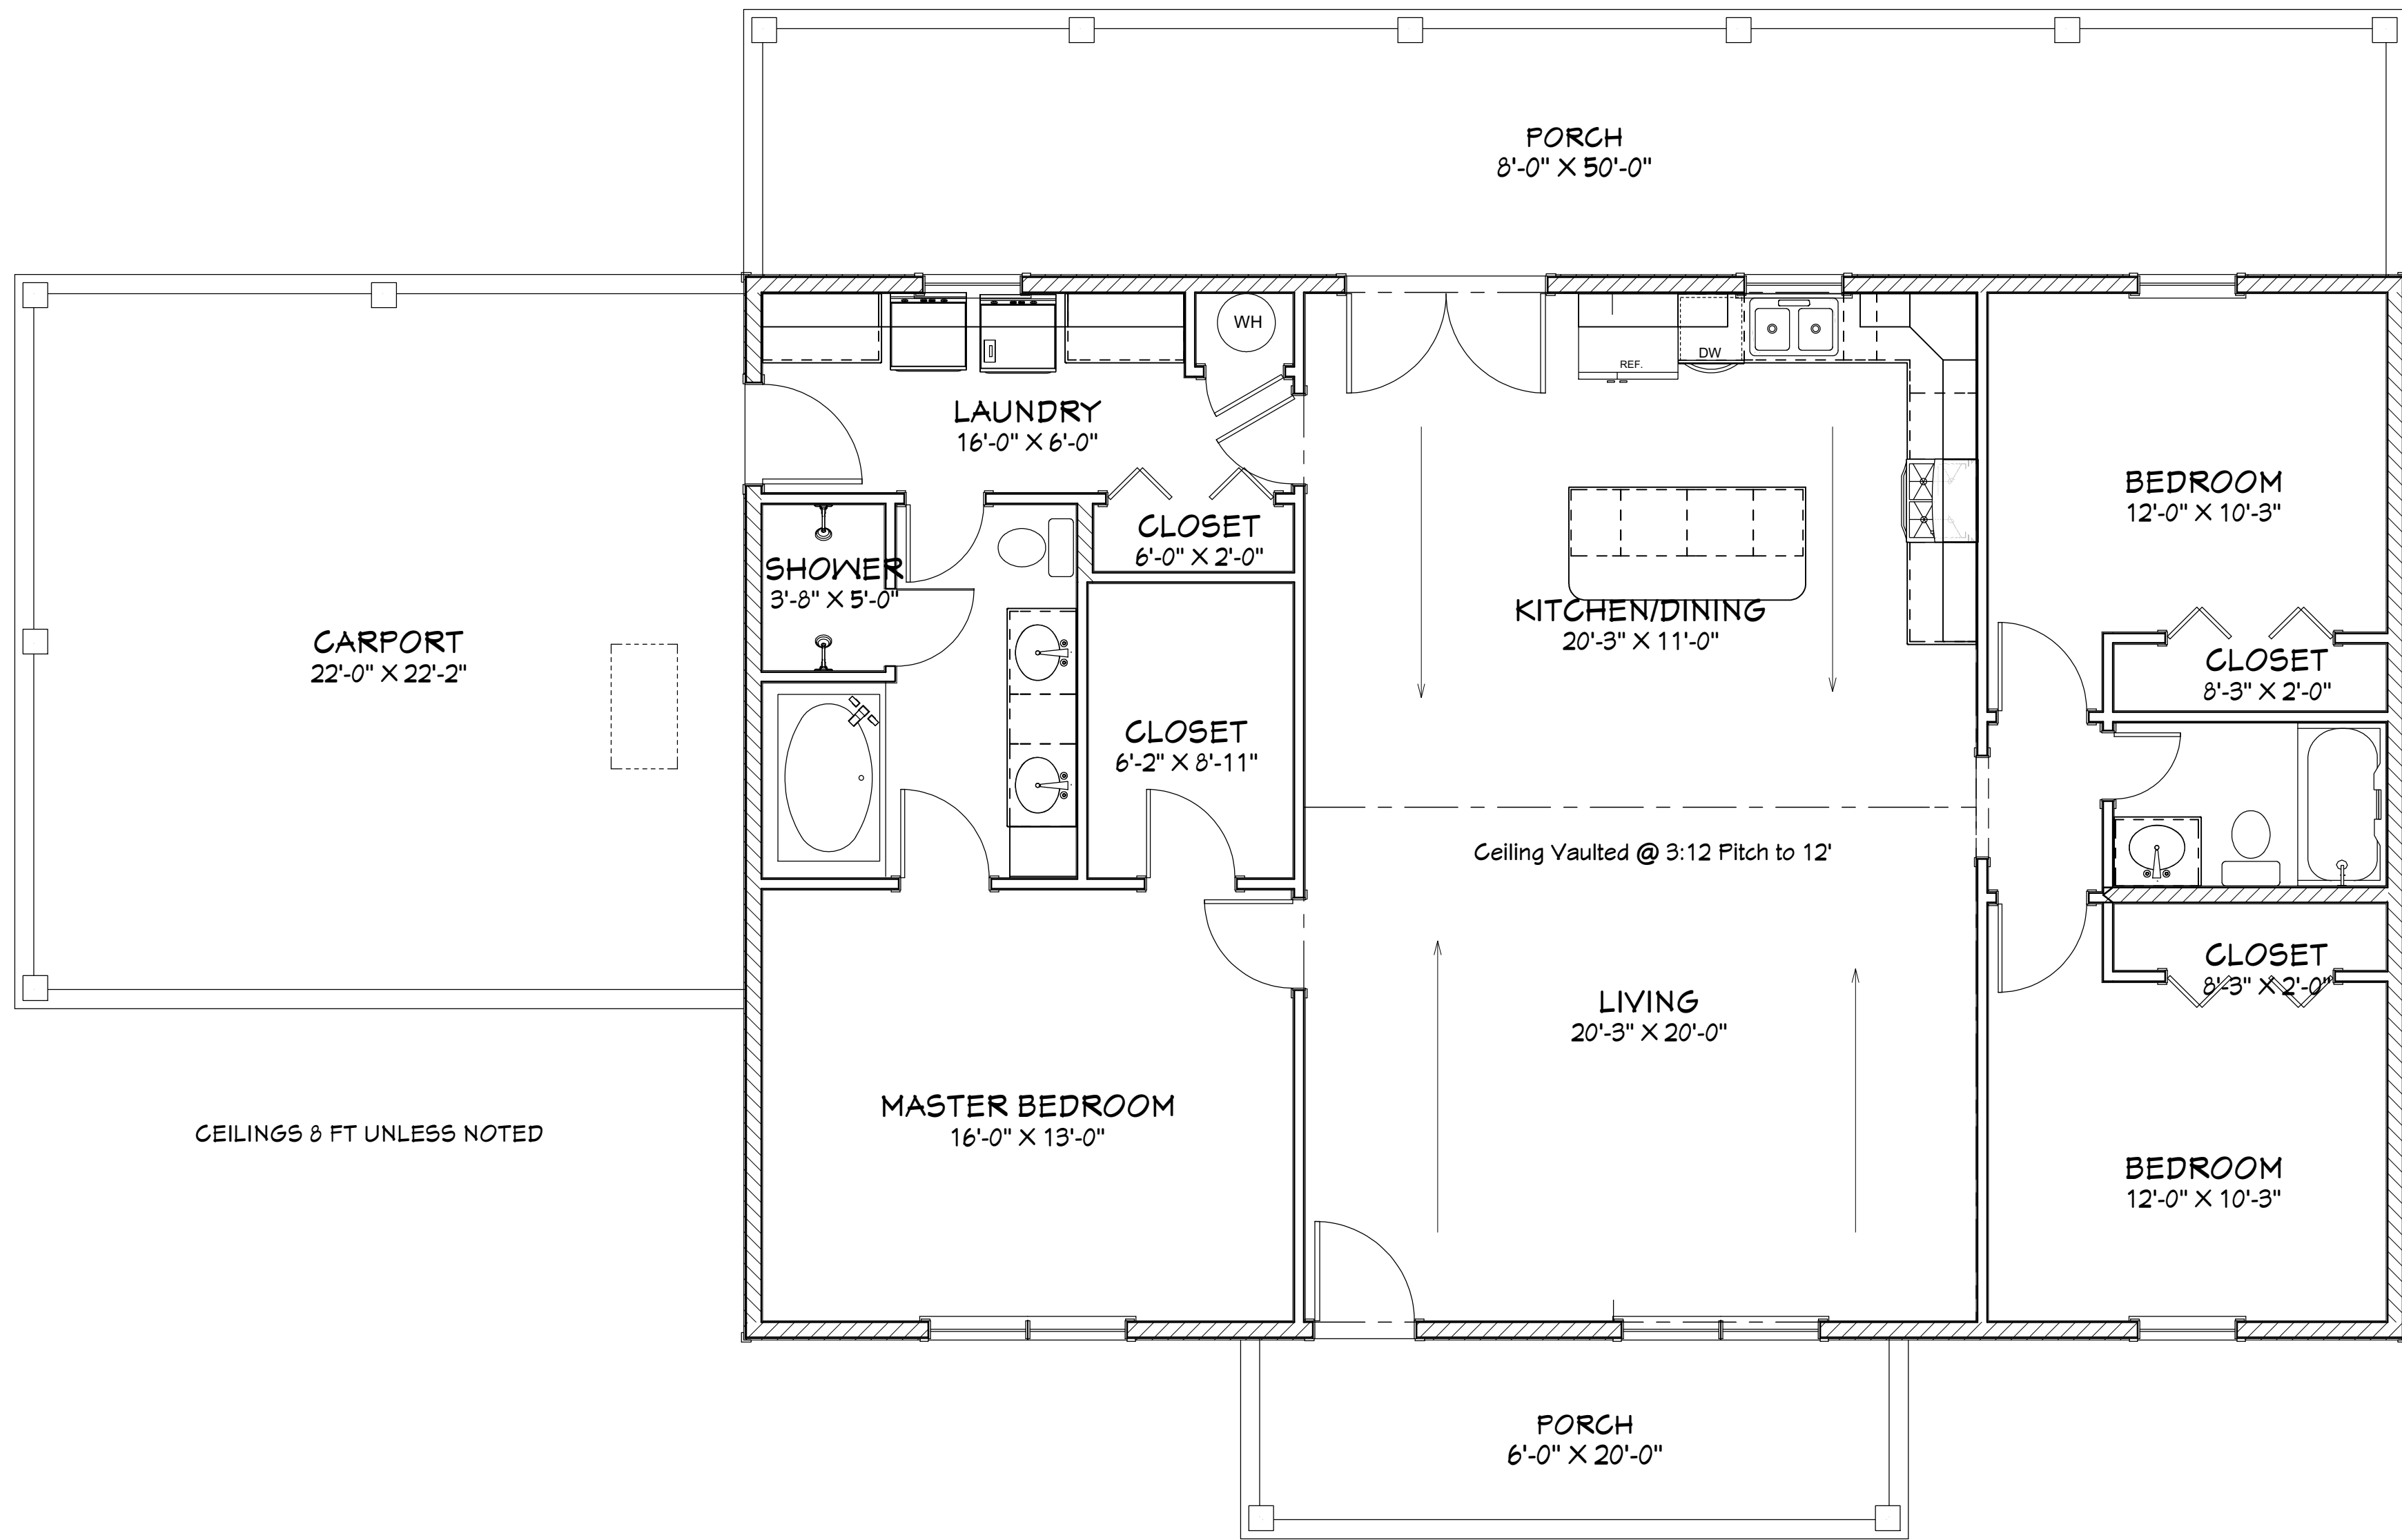 PORCH
8'-0" X 50'-0"
WH
REF.
DW
LAUNDRY
16'-0" X 6'-0"
BEDROOM
12'-0" X 10'-3"
CLOSET
6'-0" X 2'-0"
SHOWER
3'-8" X 5'-0"
KITCHEN/DINING
20'-3" X 11'-0"
CARPORT
22'-0" X 22'-2"
CLOSET
8'-3" X 2'-0"
CLOSET
6'-2" X 8'-11"
Ceiling Vaulted @ 3:12 Pitch to 12'
CLOSET
8'-3" X 2'-0"
LIVING
20'-3" X 20'-0"
MASTER BEDROOM
16'-0" X 13'-0"
CEILINGS 8 FT UNLESS NOTED
BEDROOM
12'-0" X 10'-3"
PORCH
6'-0" X 20'-0"